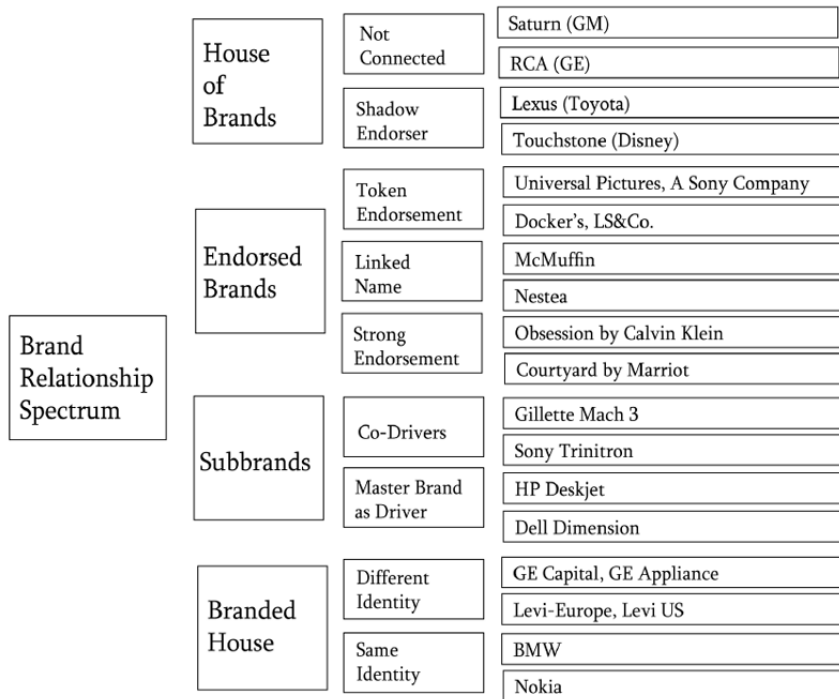 Brand
Relationship
Spectrum
House
of
Brands
Not
Connected
Saturn (GM)
RCA (GE)
Shadow
Endorser
Lexus (Toyota)
Touchstone (Disney)
Endorsed
Brands
Token
Endorsement
Universal Pictures, A Sony Company
Docker’s, LS&Co.
Linked
Name
McMuffin
Nestea
Strong
Endorsement
Obsession by Calvin Klein
Courtyard by Marriot
Subbrands
Co-Drivers
Gillette Mach 3
Sony Trinitron
Master Brand
as Driver
HP Deskjet
Dell Dimension
Branded
House
Different
Identity
GE Capital, GE Appliance
Levi-Europe, Levi US
Same
Identity
BMW
Nokia